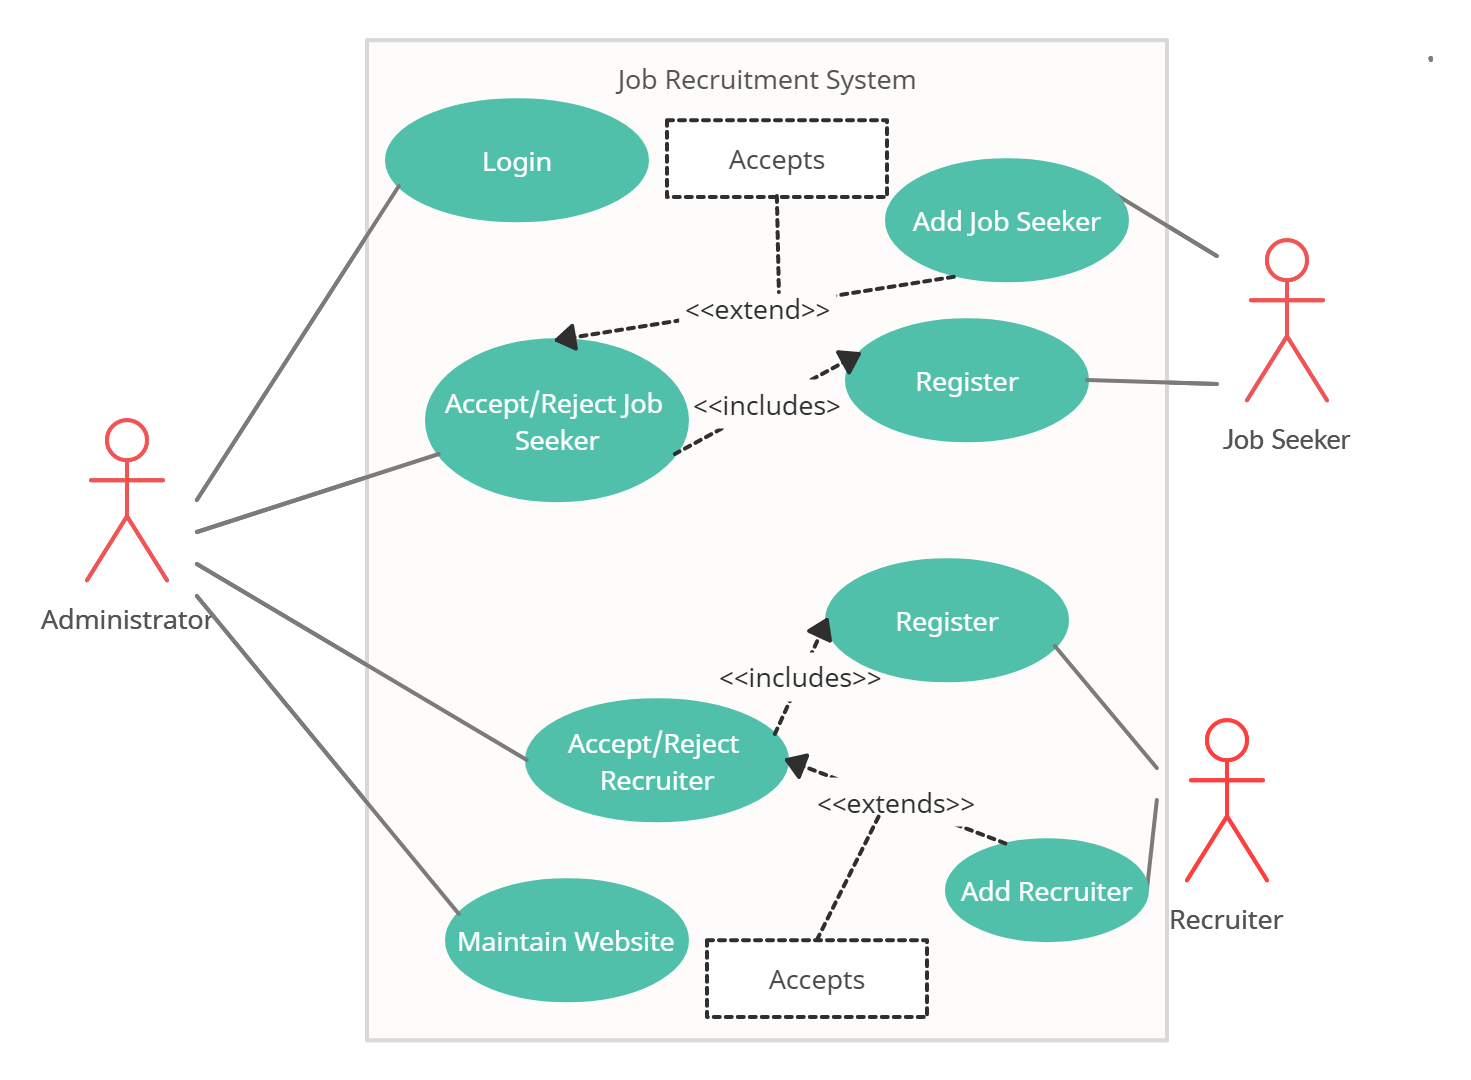 Job Recruitment System
Login
Accepts
Add Job Seeker
<<extend>>
Accept/Reject Job
Seeker
<<includes>
Register
Job Seeker
Administrator
Register
<<includes>>
Accept/Reject
Recruiter
<<extends>>
Add Recruiter
Recruiter
Maintain Website
Accepts